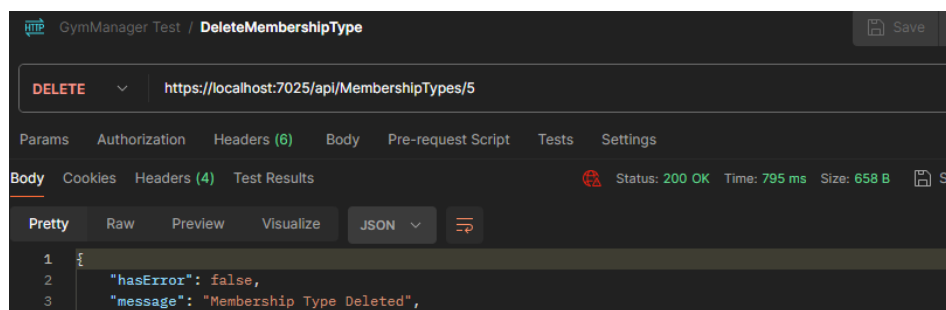 HTTP GymManager Test / DeleteMembershipType Save
DELETE https://localhost:7025/api/MembershipTypes/5
Params Authorization Headers (6) Body Pre-request Script Tests Settings
Body Cookies Headers (4) Test Results Status: 200 OK Time: 795 ms Size: 658 B S
Pretty Raw Preview Visualize JSON
1 {
2 "hasError": false,
3 "message": "Membership Type Deleted",